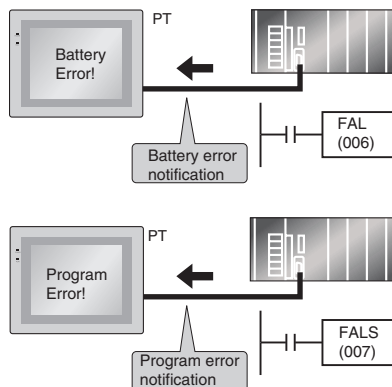 PT
Battery
Error!
FAL
(006)
Battery error
notification
PT
Program
Error!
FALS
(007)
Program error
notification